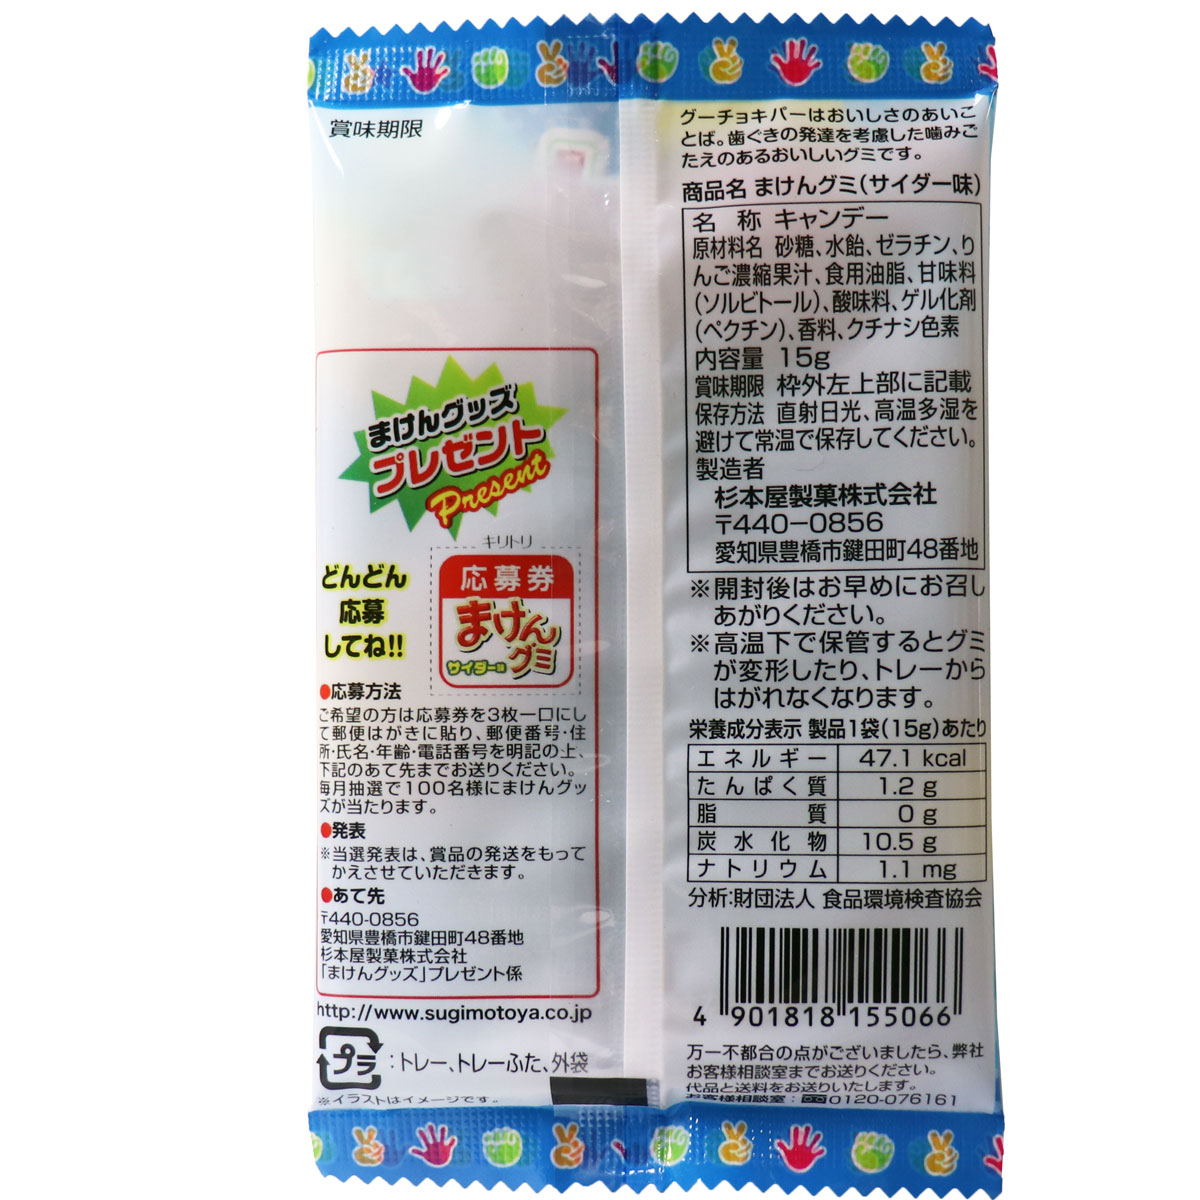 賞味期限
まけんグッズ
プレゼント
Present
キリトリ
応募券
まけん
グミ
サイダー味
どんどん
応募
してね!!
●応募方法
ご希望の方は応募券を3枚一口にし
て郵便はがきに貼り、郵便番号・住
所・氏名・年齢・電話番号を明記の上、
下記のあて先までお送りください。
毎月抽選で100名様にまけんグッ
ズが当たります。
●発表
※当選発表は、賞品の発送をもって
かえさせていただきます。
●あて先
〒440-0856
愛知県豊橋市鍵田町48番地
杉本屋製菓株式会社
「まけんグッズ」プレゼント係
http://www.sugimotoya.co.jp
プラ
:トレー、トレーふた、外袋
※イラストはイメージです。
グーチョキパーはおいしさのあいこ
とば。歯ぐきの発達を考慮した噛みご
たえのあるおいしいグミです。
商品名 まけんグミ(サイダー味)
名 称 キャンデー
原材料名 砂糖、水飴、ゼラチン、り
んご濃縮果汁、食用油脂、甘味料
(ソルビトール)、酸味料、ゲル化剤
(ペクチン)、香料、クチナシ色素
内容量 15g
賞味期限 枠外左上部に記載
保存方法 直射日光、高温多湿を
避けて常温で保存してください。
製造者
杉本屋製菓株式会社
〒440-0856
愛知県豊橋市鍵田町48番地
※開封後はお早めにお召し
あがりください。
※高温下で保管するとグミ
が変形したり、トレーから
はがれなくなります。
栄養成分表示 製品1袋(15g)あたり
エネルギー 47.1 kcal
たんぱく質 1.2 g
脂質 0 g
炭水化物 10.5 g
ナトリウム 1.1 mg
分析:財団法人 食品環境検査協会
4 901818 155066
万一不都合の点がございましたら、弊社
お客様相談室までお送りください。
代品と送料をお送りいたします。
お客様相談室:0120-076161